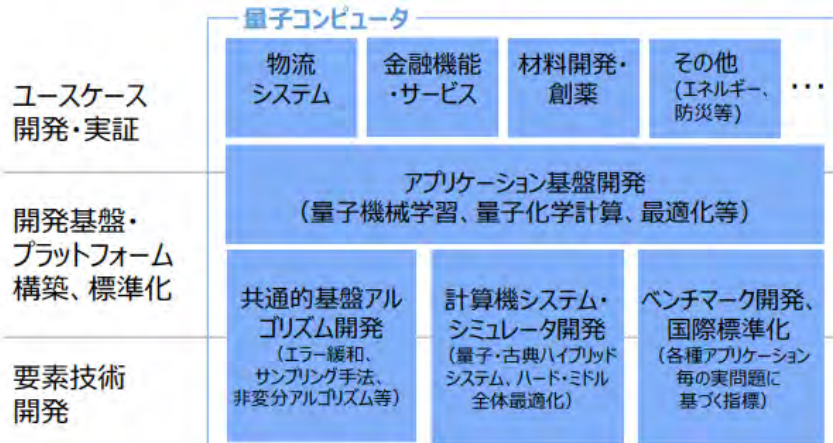 量子コンピュータ
ユースケース
開発・実証
物流
システム
金融機能
・サービス
材料開発・
創薬
その他
(エネルギー、
防災等)
…
開発基盤・
プラットフォーム
構築、標準化
アプリケーション基盤開発
（量子機械学習、量子化学計算、最適化等）
要素技術
開発
共通的基盤アル
ゴリズム開発
（エラー緩和、
サンプリング手法、
非変分アルゴリズム等）
計算機システム・
シミュレータ開発
（量子・古典ハイブリッド
システム、ハード・ミドル
全体最適化）
ベンチマーク開発、
国際標準化
（各種アプリケーション
毎の実問題に
基づく指標）